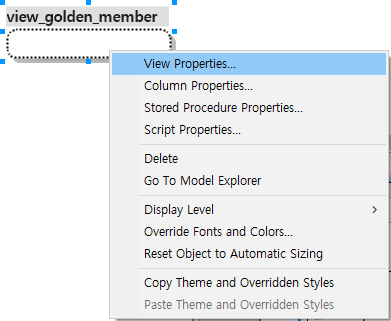 view_golden_member
View Properties...
Column Properties...
Stored Procedure Properties...
Script Properties...
Delete
Go To Model Explorer
Display Level
Override Fonts and Colors...
Reset Object to Automatic Sizing
Copy Theme and Overridden Styles
Paste Theme and Overridden Styles